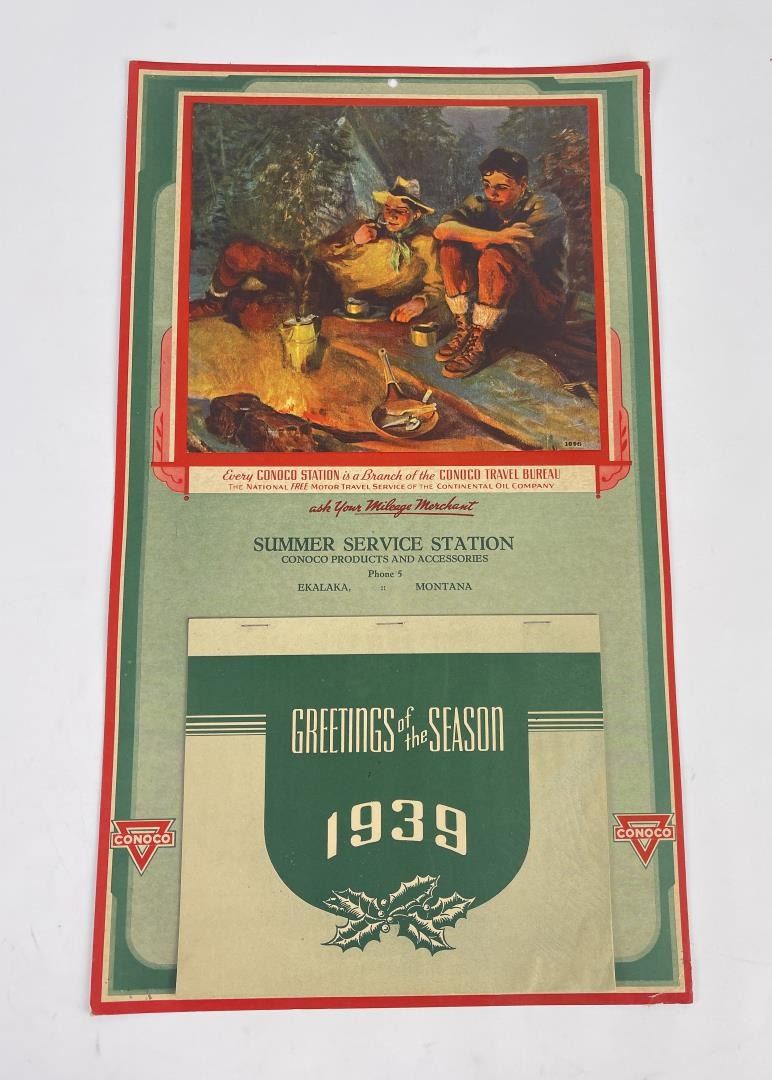 1096
Every CONOCO STATION is a Branch of the CONOCO TRAVEL BUREAU
THE NATIONAL FREE MOTOR TRAVEL SERVICE OF THE CONTINENTAL OIL COMPANY
ask Your Mileage Merchant
SUMMER SERVICE STATION
CONOCO PRODUCTS AND ACCESSORIES
Phone 5
EKALAKA, :: MONTANA
GREETINGS of the SEASON
1939
CONOCO
CONOCO